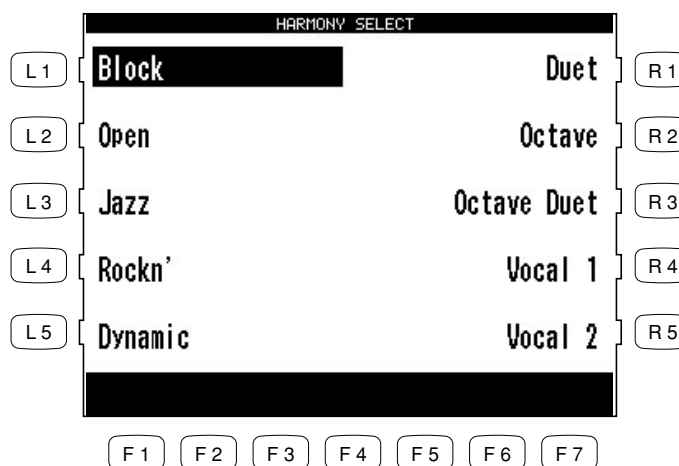 HARMONY SELECT
L1 Block Duet R1
L2 Open Octave R2
L3 Jazz Octave Duet R3
L4 Rockn' Vocal 1 R4
L5 Dynamic Vocal 2 R5
F1 F2 F3 F4 F5 F6 F7